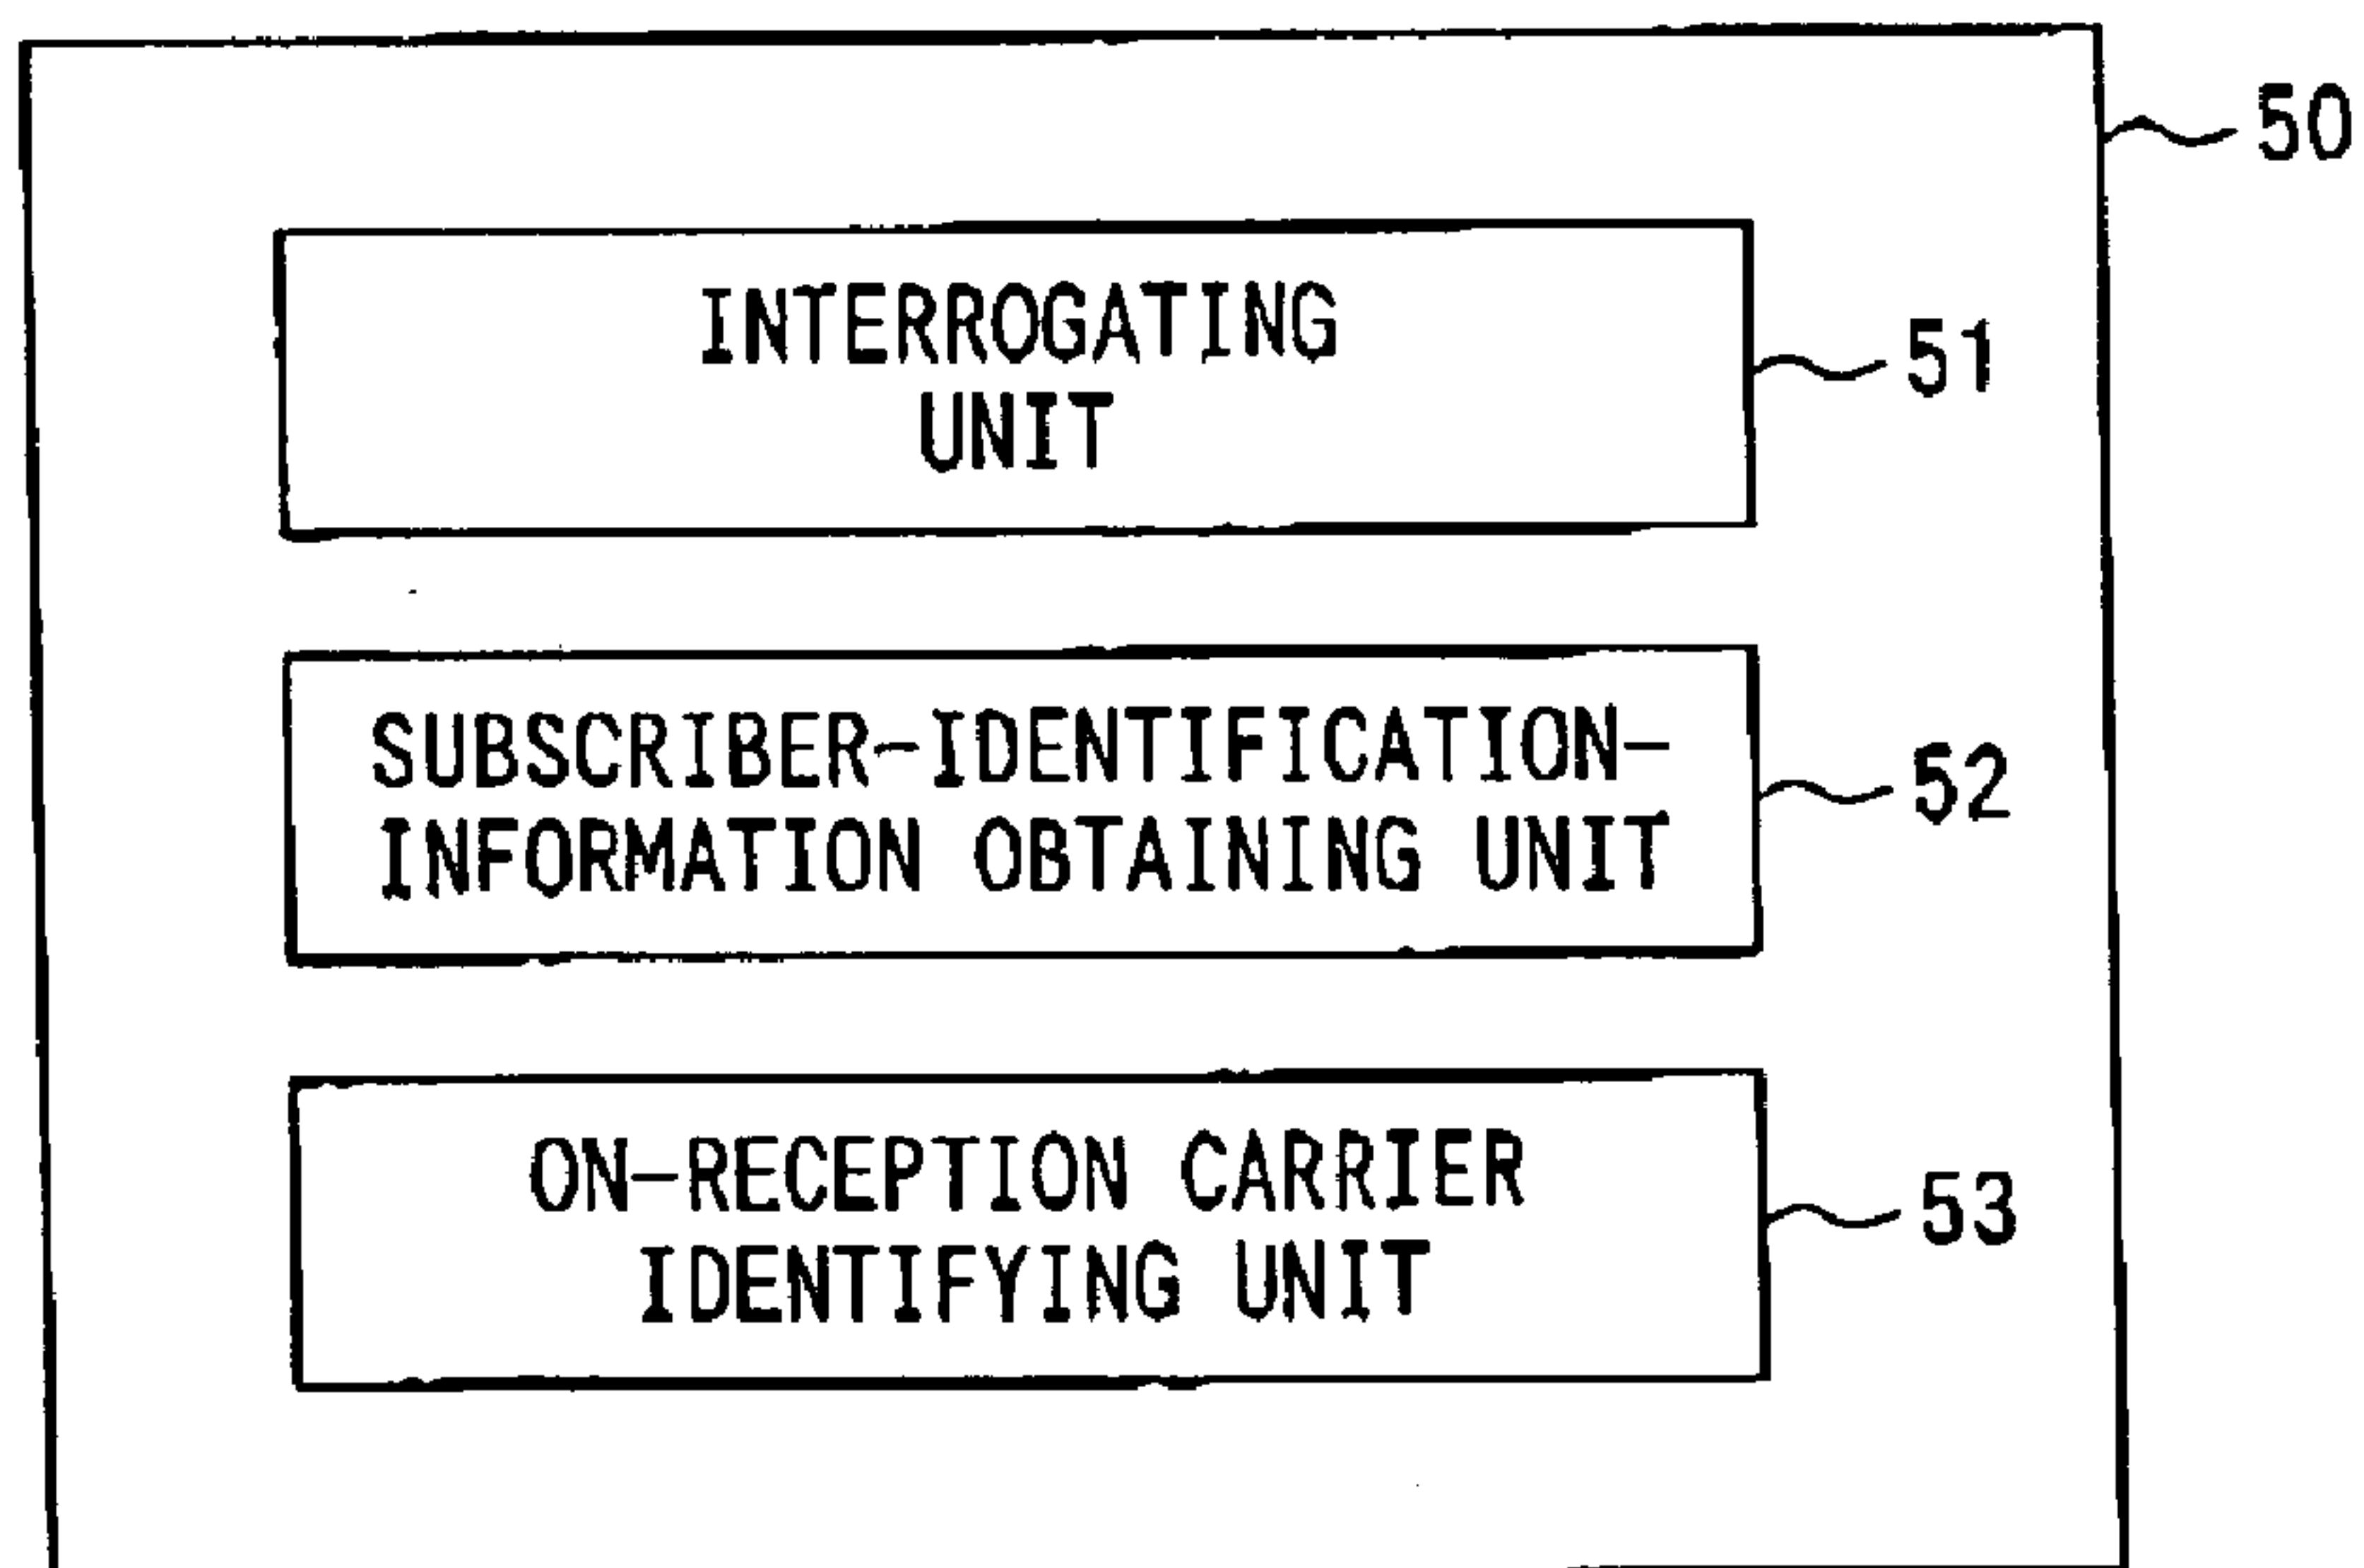 50
INTERROGATING
UNIT
51
SUBSCRIBER-IDENTIFICATION-
INFORMATION OBTAINING UNIT
52
ON-RECEPTION CARRIER
IDENTIFYING UNIT
53